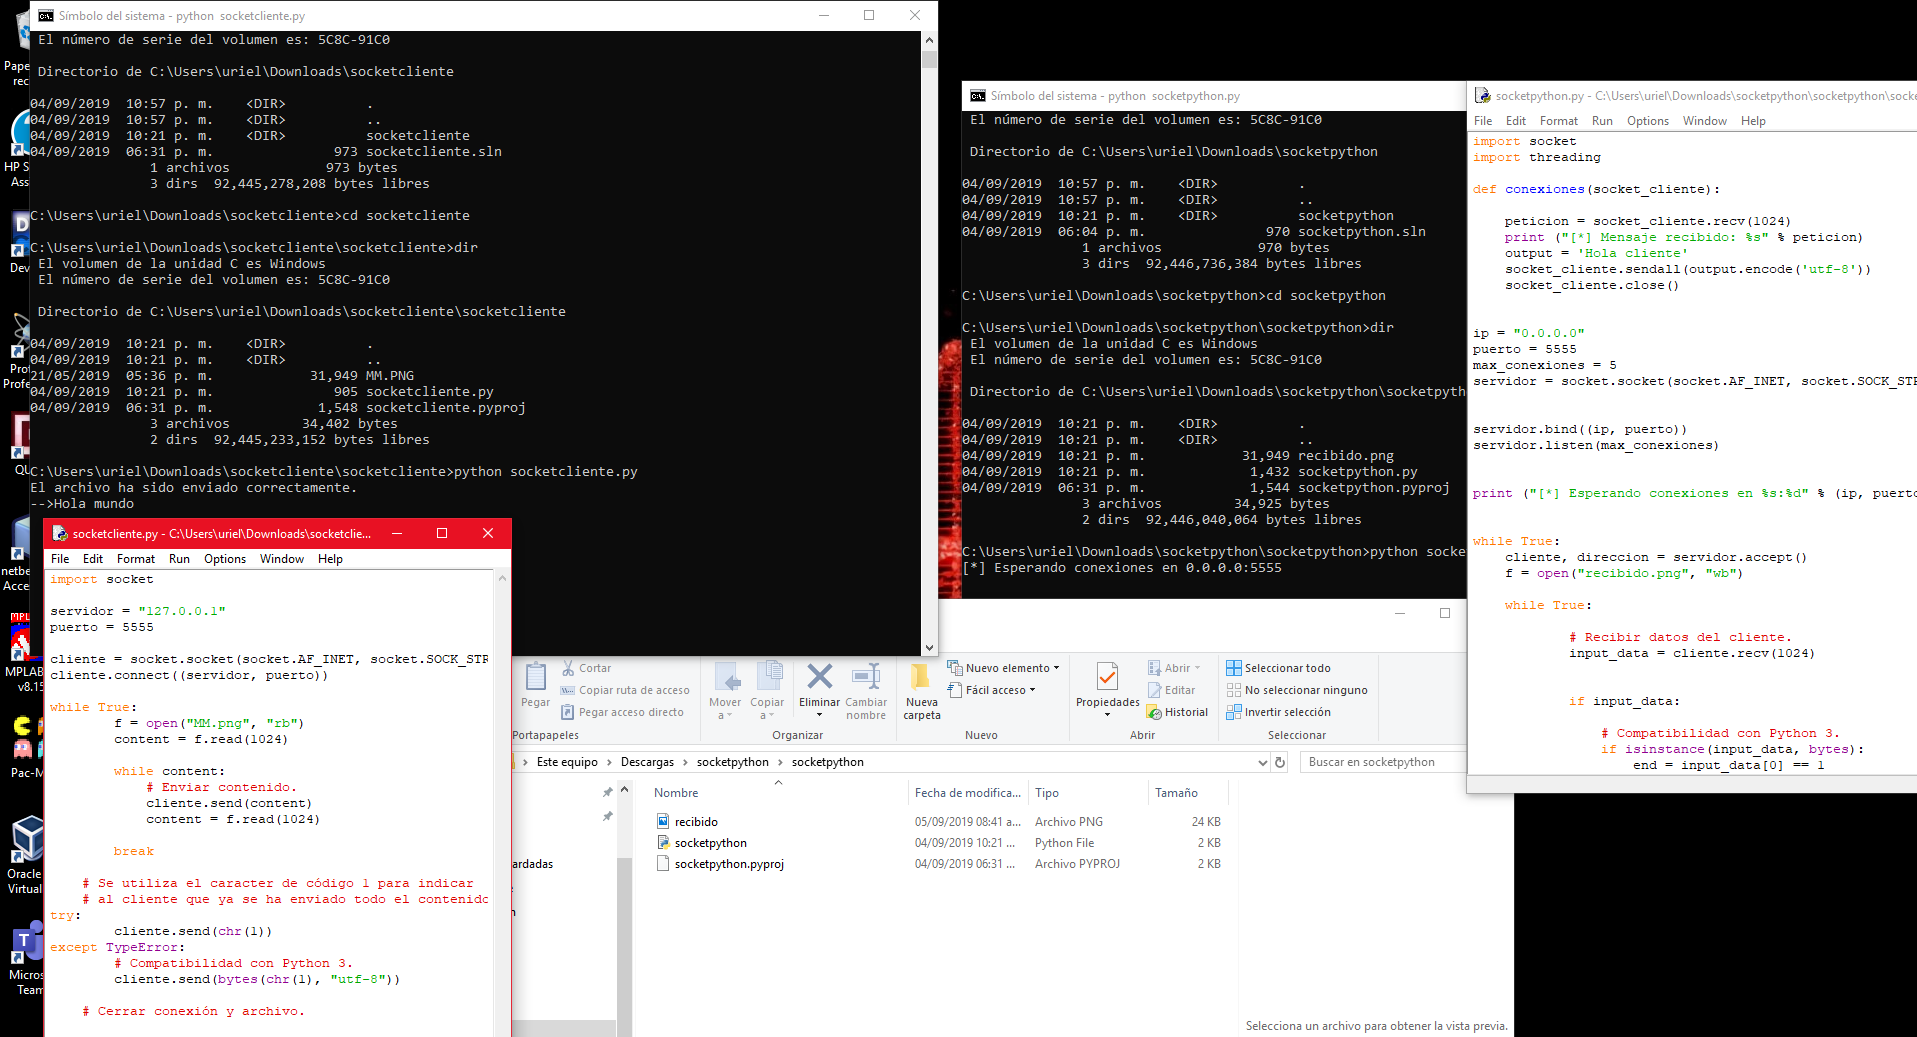 Símbolo del sistema - python  socketcliente.py
El número de serie del volumen es: 5C8C-91C0
Directorio de C:\Users\uriel\Downloads\socketcliente
04/09/2019  10:57 p. m.    <DIR>          .
04/09/2019  10:57 p. m.    <DIR>          ..
04/09/2019  10:21 p. m.    <DIR>          socketcliente
04/09/2019  06:31 p. m.               973 socketcliente.sln
1 archivos            973 bytes
3 dirs  92,445,278,208 bytes libres
C:\Users\uriel\Downloads\socketcliente>cd socketcliente
C:\Users\uriel\Downloads\socketcliente\socketcliente>dir
El volumen de la unidad C es Windows
El número de serie del volumen es: 5C8C-91C0
Directorio de C:\Users\uriel\Downloads\socketcliente\socketcliente
04/09/2019  10:21 p. m.    <DIR>          .
04/09/2019  10:21 p. m.    <DIR>          ..
21/05/2019  05:36 p. m.            31,949 MM.PNG
04/09/2019  10:21 p. m.               905 socketcliente.py
04/09/2019  06:31 p. m.             1,548 socketcliente.pyproj
3 archivos         34,402 bytes
2 dirs  92,445,233,152 bytes libres
C:\Users\uriel\Downloads\socketcliente\socketcliente>python socketcliente.py
El archivo ha sido enviado correctamente.
-->Hola mundo
Símbolo del sistema - python  socketpython.py
El número de serie del volumen es: 5C8C-91C0
Directorio de C:\Users\uriel\Downloads\socketpython
04/09/2019  10:57 p. m.    <DIR>          .
04/09/2019  10:57 p. m.    <DIR>          ..
04/09/2019  10:21 p. m.    <DIR>          socketpython
04/09/2019  06:04 p. m.               970 socketpython.sln
1 archivos            970 bytes
3 dirs  92,446,736,384 bytes libres
C:\Users\uriel\Downloads\socketpython>cd socketpython
C:\Users\uriel\Downloads\socketpython\socketpython>dir
El volumen de la unidad C es Windows
El número de serie del volumen es: 5C8C-91C0
Directorio de C:\Users\uriel\Downloads\socketpython\socketpyth
04/09/2019  10:21 p. m.    <DIR>          .
04/09/2019  10:21 p. m.    <DIR>          ..
04/09/2019  10:21 p. m.            31,949 recibido.png
04/09/2019  10:21 p. m.             1,432 socketpython.py
04/09/2019  06:31 p. m.             1,544 socketpython.pyproj
3 archivos         34,925 bytes
2 dirs  92,446,040,064 bytes libres
C:\Users\uriel\Downloads\socketpython\socketpython>python socke
[*] Esperando conexiones en 0.0.0.0:5555
socketpython.py - C:\Users\uriel\Downloads\socketpython\socketpython\socke
File Edit Format Run Options Window Help
import socket
import threading
def conexiones(socket_cliente):
peticion = socket_cliente.recv(1024)
print ("[*] Mensaje recibido: %s" % peticion)
output = 'Hola cliente'
socket_cliente.sendall(output.encode('utf-8'))
socket_cliente.close()
ip = "0.0.0.0"
puerto = 5555
max_conexiones = 5
servidor = socket.socket(socket.AF_INET, socket.SOCK_STR
servidor.bind((ip, puerto))
servidor.listen(max_conexiones)
print ("[*] Esperando conexiones en %s:%d" % (ip, puerto
while True:
cliente, direccion = servidor.accept()
f = open("recibido.png", "wb")
while True:
# Recibir datos del cliente.
input_data = cliente.recv(1024)
if input_data:
# Compatibilidad con Python 3.
if isinstance(input_data, bytes):
end = input_data[0] == 1
socketcliente.py - C:\Users\uriel\Downloads\socketclie...
File Edit Format Run Options Window Help
import socket
servidor = "127.0.0.1"
puerto = 5555
cliente = socket.socket(socket.AF_INET, socket.SOCK_STR
cliente.connect((servidor, puerto))
while True:
f = open("MM.png", "rb")
content = f.read(1024)
while content:
# Enviar contenido.
cliente.send(content)
content = f.read(1024)
break
# Se utiliza el caracter de código 1 para indicar
# al cliente que ya se ha enviado todo el contenido
try:
cliente.send(chr(1))
except TypeError:
# Compatibilidad con Python 3.
cliente.send(bytes(chr(1), "utf-8"))
# Cerrar conexión y archivo.
Pegar
Cortar
Copiar ruta de acceso
Pegar acceso directo
Portapapeles
Mover a
Copiar a
Eliminar
Cambiar nombre
Organizar
Nueva carpeta
Nuevo elemento
Fácil acceso
Nuevo
Propiedades
Abrir
Editar
Historial
Abrir
Seleccionar todo
No seleccionar ninguno
Invertir selección
Seleccionar
Este equipo > Descargas > socketpython > socketpython
Buscar en socketpython
Nombre Fecha de modifica... Tipo Tamaño
recibido 05/09/2019 08:41 a... Archivo PNG 24 KB
socketpython 04/09/2019 10:21 ... Python File 2 KB
socketpython.pyproj 04/09/2019 06:31 ... Archivo PYPROJ 2 KB
ardadas
Selecciona un archivo para obtener la vista previa.
Pape
rec
HP S
Ass
Dev
Prof
Profe
QU
netbe
Acce
MPL
MPLAB
v8.15
Pac-M
Oracle
Virtual
Micros
Team